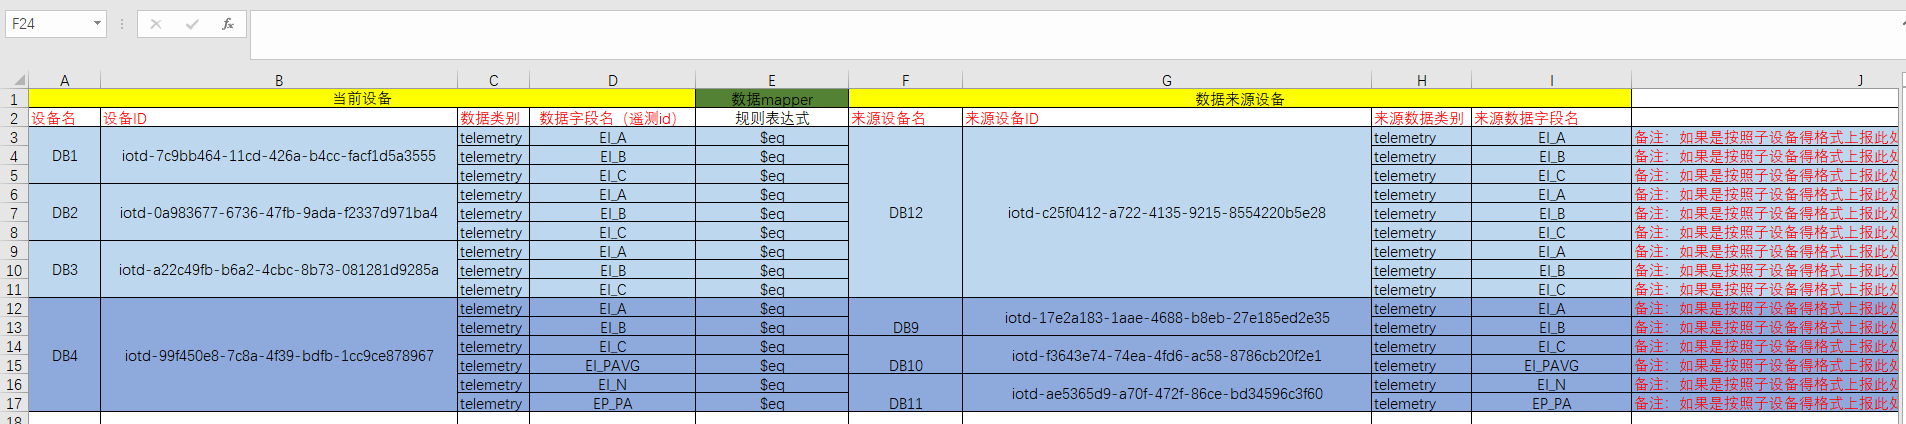 F24
fx
A B C D E F G H I J
1 当前设备 数据mapper 数据来源设备
2 设备名 设备ID 数据类别 数据字段名（遥测id） 规则表达式 来源设备名 来源设备ID 来源数据类别 来源数据字段名
3 telemetry EI_A $eq telemetry EI_A 备注：如果是按照子设备得格式上报此处
4 DB1 iotd-7c9bb464-11cd-426a-b4cc-facf1d5a3555 telemetry EI_B $eq telemetry EI_B 备注：如果是按照子设备得格式上报此处
5 telemetry EI_C $eq telemetry EI_C 备注：如果是按照子设备得格式上报此处
6 telemetry EI_A $eq telemetry EI_A 备注：如果是按照子设备得格式上报此处
7 DB2 iotd-0a983677-6736-47fb-9ada-f2337d971ba4 telemetry EI_B $eq DB12 iotd-c25f0412-a722-4135-9215-8554220b5e28 telemetry EI_B 备注：如果是按照子设备得格式上报此处
8 telemetry EI_C $eq telemetry EI_C 备注：如果是按照子设备得格式上报此处
9 telemetry EI_A $eq telemetry EI_A 备注：如果是按照子设备得格式上报此处
10 DB3 iotd-a22c49fb-b6a2-4cbc-8b73-081281d9285a telemetry EI_B $eq telemetry EI_B 备注：如果是按照子设备得格式上报此处
11 telemetry EI_C $eq telemetry EI_C 备注：如果是按照子设备得格式上报此处
12 telemetry EI_A $eq iotd-17e2a183-1aae-4688-b8eb-27e185ed2e35 telemetry EI_A 备注：如果是按照子设备得格式上报此处
13 telemetry EI_B $eq DB9 telemetry EI_B 备注：如果是按照子设备得格式上报此处
14 DB4 iotd-99f450e8-7c8a-4f39-bdfb-1cc9ce878967 telemetry EI_C $eq iotd-f3643e74-74ea-4fd6-ac58-8786cb20f2e1 telemetry EI_C 备注：如果是按照子设备得格式上报此处
15 telemetry EI_PAVG $eq DB10 telemetry EI_PAVG 备注：如果是按照子设备得格式上报此处
16 telemetry EI_N $eq iotd-ae5365d9-a70f-472f-86ce-bd34596c3f60 telemetry EI_N 备注：如果是按照子设备得格式上报此处
17 telemetry EP_PA $eq DB11 telemetry EP_PA 备注：如果是按照子设备得格式上报此处
18